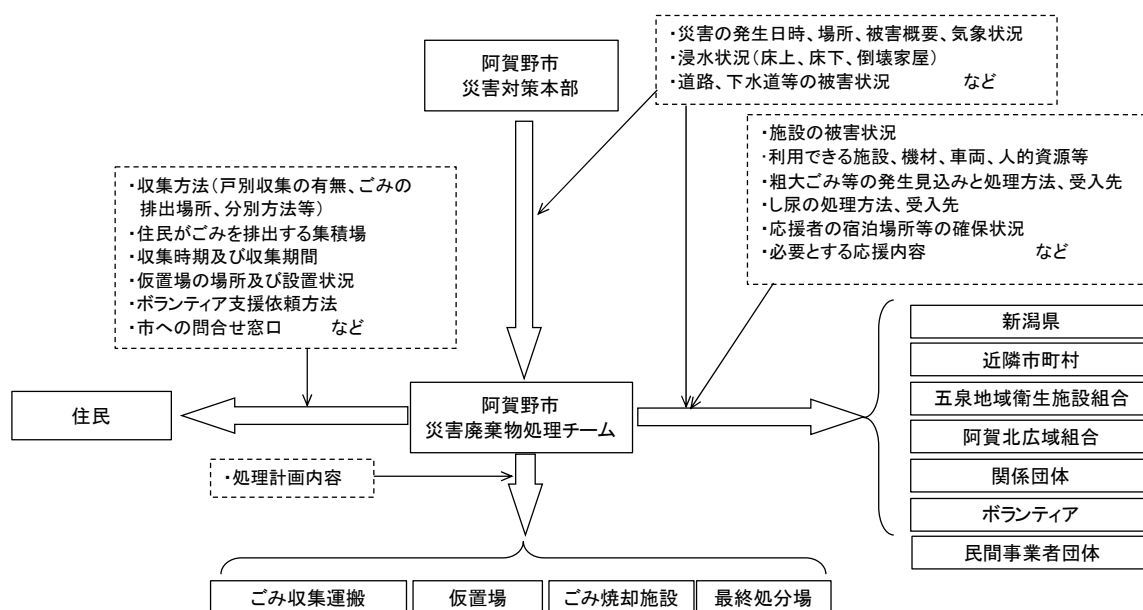 阿賀野市
災害対策本部
・災害の発生日時、場所、被害概要、気象状況
・浸水状況(床上、床下、倒壊家屋)
・道路、下水道等の被害状況　　　など
・施設の被害状況
・利用できる施設、機材、車両、人的資源等
・粗大ごみ等の発生見込みと処理方法、受入先
・し尿の処理方法、受入先
・応援者の宿泊場所等の確保状況
・必要とする応援内容　　　など
・収集方法(戸別収集の有無、ごみの
排出場所、分別方法等)
・住民がごみを排出する集積場
・収集時期及び収集期間
・仮置場の場所及び設置状況
・ボランティア支援依頼方法
・市への問合せ窓口　　　など
住民
阿賀野市
災害廃棄物処理チーム
新潟県
近隣市町村
五泉地域衛生施設組合
阿賀北広域組合
関係団体
ボランティア
民間事業者団体
・処理計画内容
ごみ収集運搬
仮置場
ごみ焼却施設
最終処分場